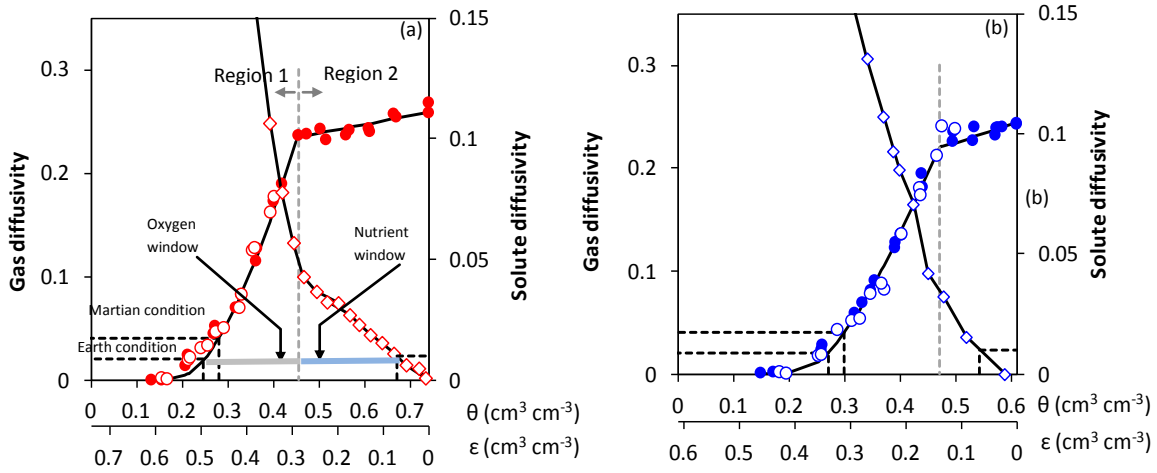 (a)
0.15
0.3
0.2
0.1
0
0.1
0.05
0
Gas diffusivity
Solute diffusivity
Region 1
Region 2
Oxygen
window
Nutrient
window
Martian condition
Earth condition
0 0.1 0.2 0.3 0.4 0.5 0.6 0.7
θ (cm³ cm⁻³)
0.7 0.6 0.5 0.4 0.3 0.2 0.1 0
ε (cm³ cm⁻³)
(b)
0.15
0.3
0.2
0.1
0
0.1
0.05
0
Gas diffusivity
(b)
Solute diffusivity
0 0.1 0.2 0.3 0.4 0.5 0.6
θ (cm³ cm⁻³)
0.6 0.6 0.4 0.3 0.2 0.1 0
ε (cm³ cm⁻³)